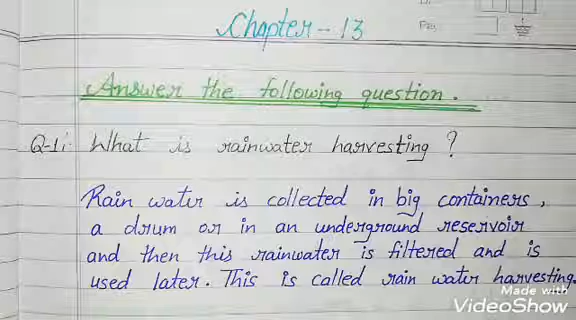 Chapter - 13
Answer the following question.
Q-1: What is rainwater harvesting?
Rain water is collected in big containers,
a drum or in an underground reservoir
and then this rainwater is filtered and is
used later. This is called rain water harvesting.
Made with
VideoShow